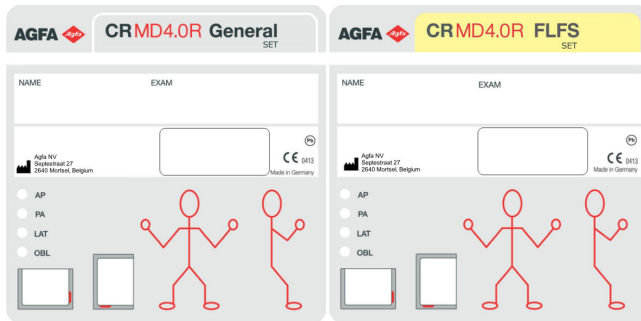 AGFA Agfa CR MD4.0R General
SET
NAME EXAM
Pb
Agfa NV
Septestraat 27
2640 Mortsel, Belgium
CE 0413
Made in Germany
AP
PA
LAT
OBL
AGFA Agfa CR MD4.0R FLFS
SET
NAME EXAM
Pb
Agfa NV
Septestraat 27
2640 Mortsel, Belgium
CE 0413
Made in Germany
AP
PA
LAT
OBL